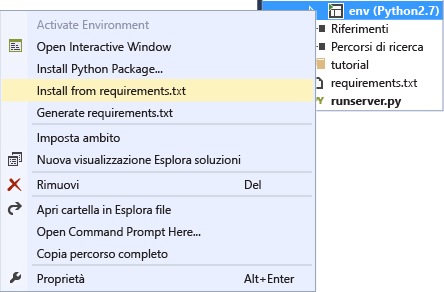 Activate Environment
Open Interactive Window
Install Python Package...
Install from requirements.txt
Generate requirements.txt
Imposta ambito
Nuova visualizzazione Esplora soluzioni
Rimuovi Del
Apri cartella in Esplora file
Open Command Prompt Here...
Copia percorso completo
Proprietà Alt+Enter
env (Python2.7)
Riferimenti
Percorsi di ricerca
tutorial
requirements.txt
runserver.py